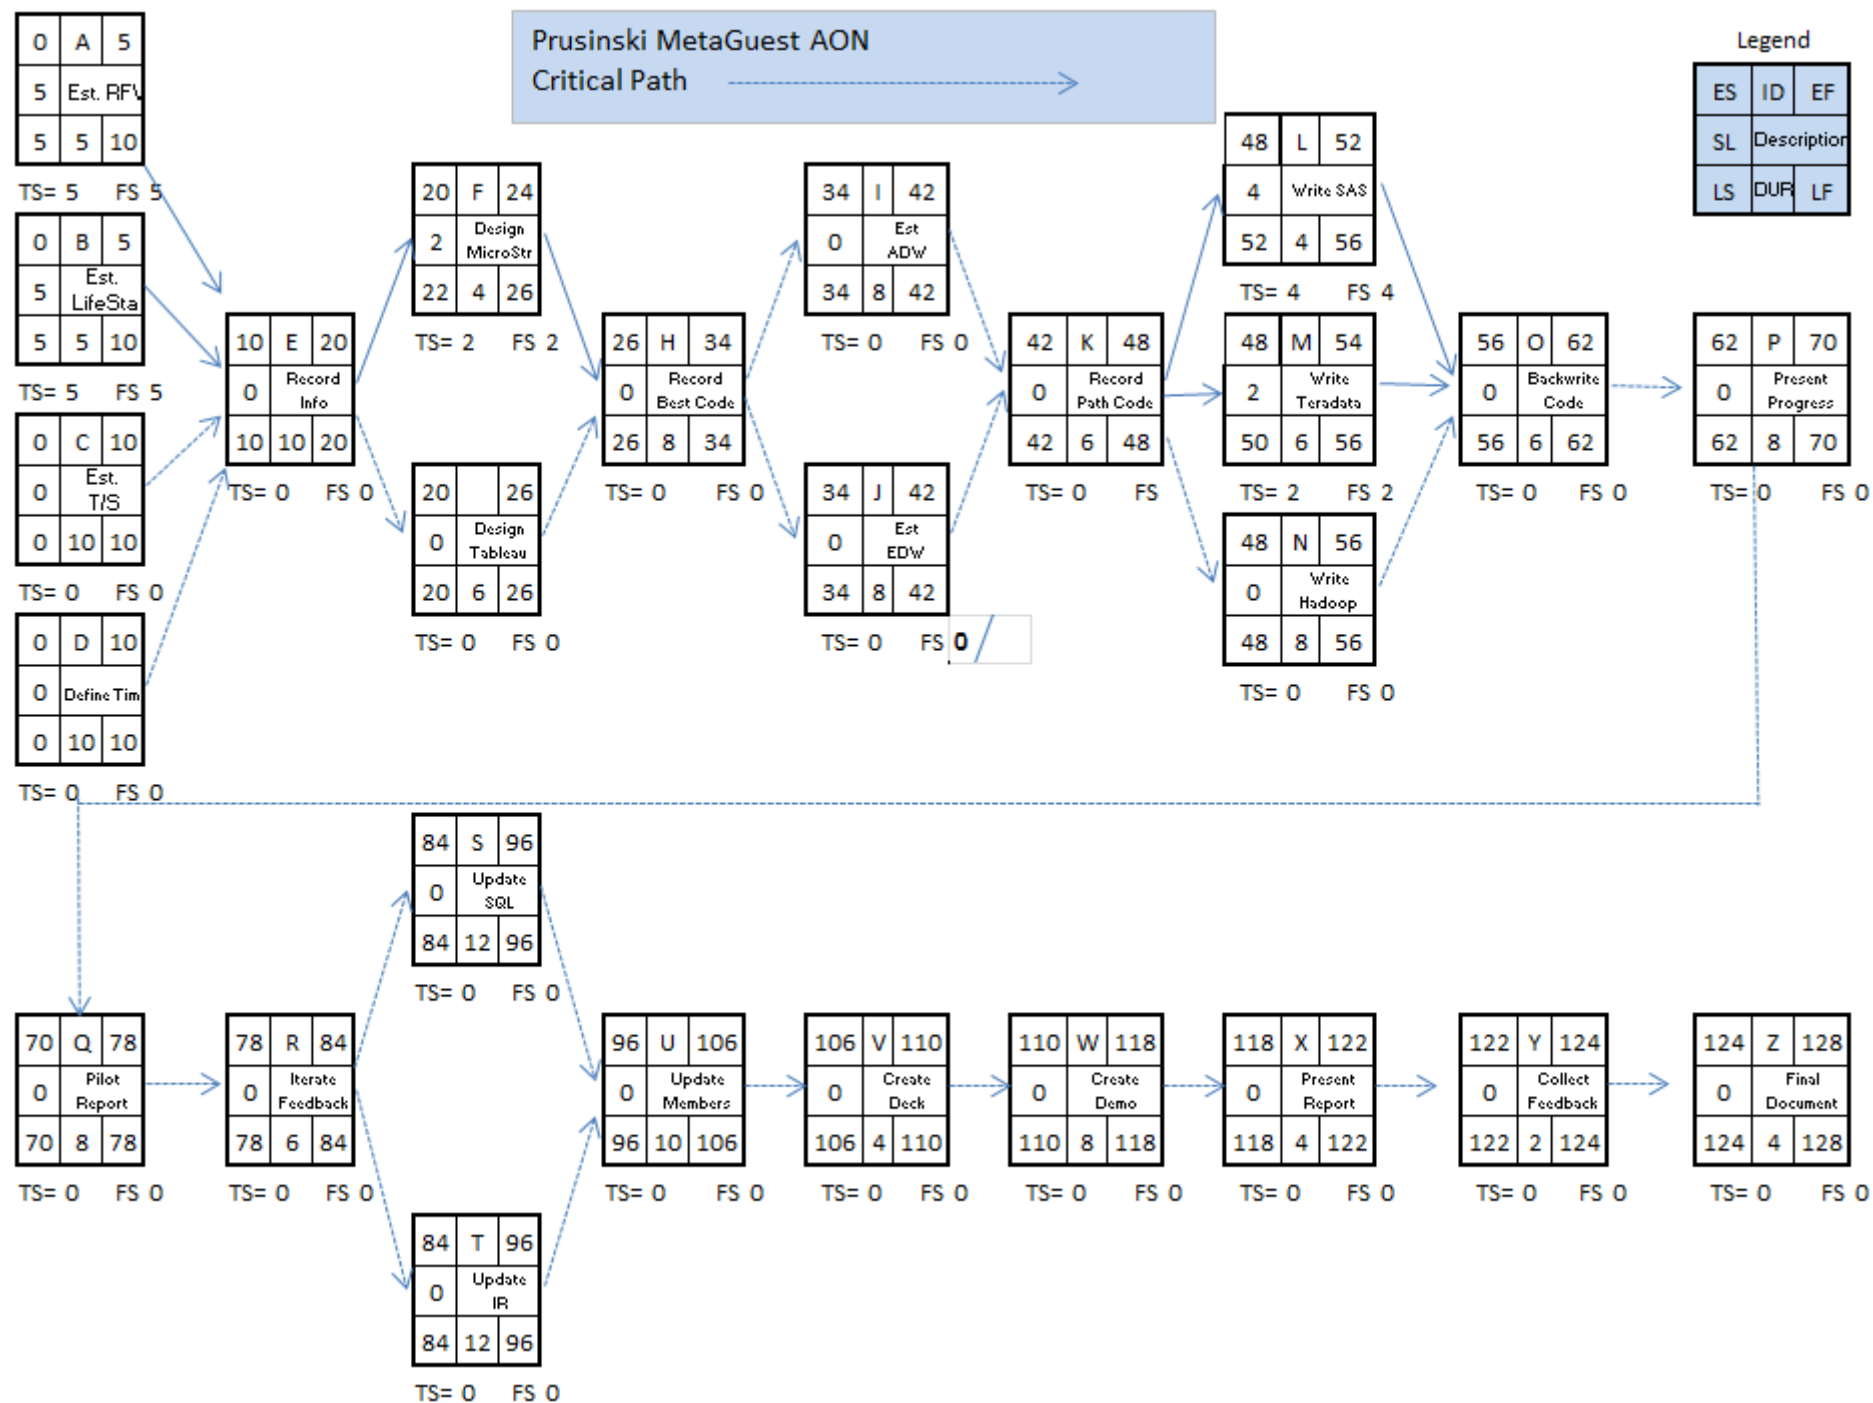 Prusinski MetaGuest AON
Critical Path
Legend
ES ID EF
SL Description
LS DUR LF
0 A 5
5 Est. RFV
5 5 10
TS= 5 FS 5
0 B 5
5 Est. LifeSta
5 5 10
TS= 5 FS 5
0 C 10
0 Est. T/S
0 10 10
TS= 0 FS 0
0 D 10
0 Define Tim
0 10 10
TS= 0 FS 0
10 E 20
0 Record Info
10 10 20
TS= 0 FS 0
20 F 24
2 Design MicroStr
22 4 26
TS= 2 FS 2
20 26
0 Design Tableau
20 6 26
TS= 0 FS 0
26 H 34
0 Record Best Code
26 8 34
TS= 0 FS 0
34 I 42
0 Est ADW
34 8 42
TS= 0 FS 0
34 J 42
0 Est EDW
34 8 42
TS= 0 FS 0
42 K 48
0 Record Path Code
42 6 48
TS= 0 FS
48 L 52
4 Write SAS
52 4 56
TS= 4 FS 4
48 M 54
2 Write Teradata
50 6 56
TS= 2 FS 2
48 N 56
0 Write Hadoop
48 8 56
TS= 0 FS 0
56 O 62
0 Backwrite Code
56 6 62
TS= 0 FS 0
62 P 70
0 Present Progress
62 8 70
TS= 0 FS 0
70 Q 78
0 Pilot Report
70 8 78
TS= 0 FS 0
78 R 84
0 Iterate Feedback
78 6 84
TS= 0 FS 0
84 S 96
0 Update SQL
84 12 96
TS= 0 FS 0
84 T 96
0 Update IR
84 12 96
TS= 0 FS 0
96 U 106
0 Update Members
96 10 106
TS= 0 FS 0
106 V 110
0 Create Deck
106 4 110
TS= 0 FS 0
110 W 118
0 Create Demo
110 8 118
TS= 0 FS 0
118 X 122
0 Present Report
118 4 122
TS= 0 FS 0
122 Y 124
0 Collect Feedback
122 2 124
TS= 0 FS 0
124 Z 128
0 Final Document
124 4 128
TS= 0 FS 0